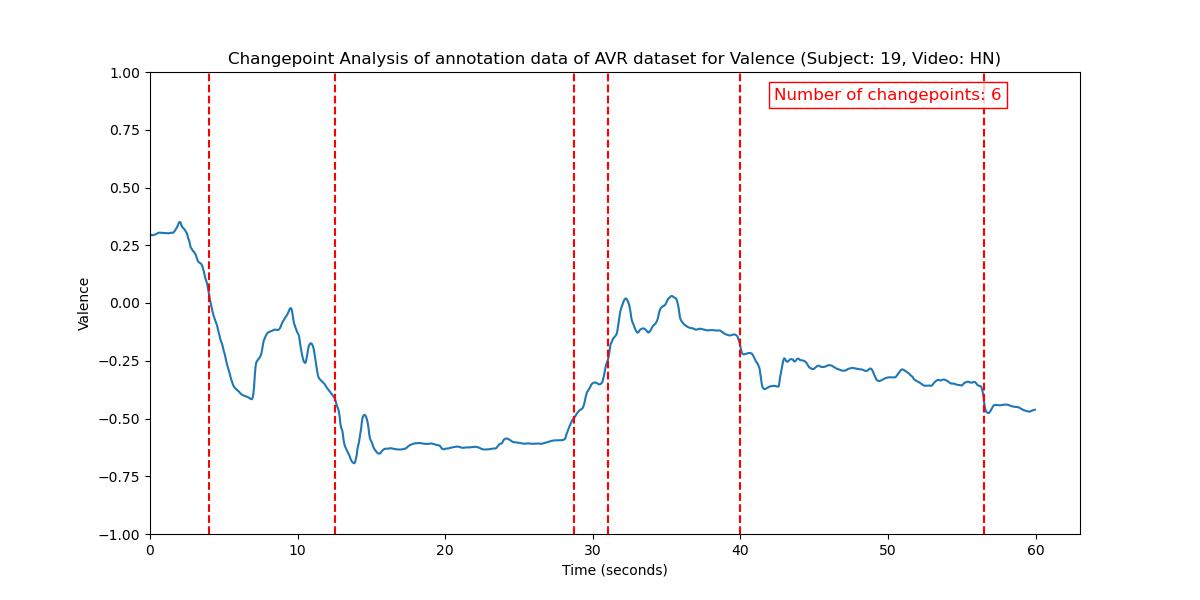 Changepoint Analysis of annotation data of AVR dataset for Valence (Subject: 19, Video: HN)
Number of changepoints: 6
1.00
0.75
0.50
0.25
0.00
−0.25
−0.50
−0.75
−1.00
Valence
0 10 20 30 40 50 60
Time (seconds)